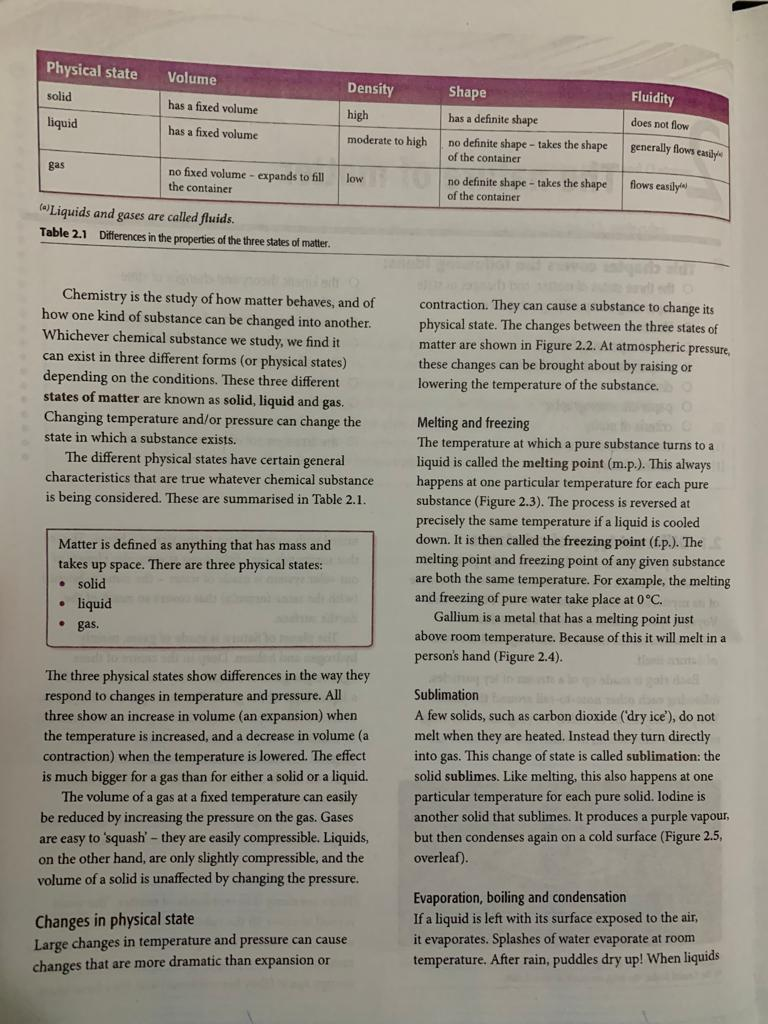 Physical state Volume Density Shape Fluidity
solid has a fixed volume high has a definite shape does not flow
liquid has a fixed volume moderate to high no definite shape – takes the shape generally flows easily(a)
of the container
gas no fixed volume – expands to fill low no definite shape – takes the shape flows easily(a)
the container of the container
(a)Liquids and gases are called fluids.
Table 2.1 Differences in the properties of the three states of matter.
Chemistry is the study of how matter behaves, and of
how one kind of substance can be changed into another.
Whichever chemical substance we study, we find it
can exist in three different forms (or physical states)
depending on the conditions. These three different
states of matter are known as solid, liquid and gas.
Changing temperature and/or pressure can change the
state in which a substance exists.
The different physical states have certain general
characteristics that are true whatever chemical substance
is being considered. These are summarised in Table 2.1.
Matter is defined as anything that has mass and
takes up space. There are three physical states:
• solid
• liquid
• gas.
The three physical states show differences in the way they
respond to changes in temperature and pressure. All
three show an increase in volume (an expansion) when
the temperature is increased, and a decrease in volume (a
contraction) when the temperature is lowered. The effect
is much bigger for a gas than for either a solid or a liquid.
The volume of a gas at a fixed temperature can easily
be reduced by increasing the pressure on the gas. Gases
are easy to ‘squash’ – they are easily compressible. Liquids,
on the other hand, are only slightly compressible, and the
volume of a solid is unaffected by changing the pressure.
Changes in physical state
Large changes in temperature and pressure can cause
changes that are more dramatic than expansion or
contraction. They can cause a substance to change its
physical state. The changes between the three states of
matter are shown in Figure 2.2. At atmospheric pressure,
these changes can be brought about by raising or
lowering the temperature of the substance.
Melting and freezing
The temperature at which a pure substance turns to a
liquid is called the melting point (m.p.). This always
happens at one particular temperature for each pure
substance (Figure 2.3). The process is reversed at
precisely the same temperature if a liquid is cooled
down. It is then called the freezing point (f.p.). The
melting point and freezing point of any given substance
are both the same temperature. For example, the melting
and freezing of pure water take place at 0 °C.
Gallium is a metal that has a melting point just
above room temperature. Because of this it will melt in a
person’s hand (Figure 2.4).
Sublimation
A few solids, such as carbon dioxide (‘dry ice’), do not
melt when they are heated. Instead they turn directly
into gas. This change of state is called sublimation: the
solid sublimes. Like melting, this also happens at one
particular temperature for each pure solid. Iodine is
another solid that sublimes. It produces a purple vapour,
but then condenses again on a cold surface (Figure 2.5,
overleaf).
Evaporation, boiling and condensation
If a liquid is left with its surface exposed to the air,
it evaporates. Splashes of water evaporate at room
temperature. After rain, puddles dry up! When liquids